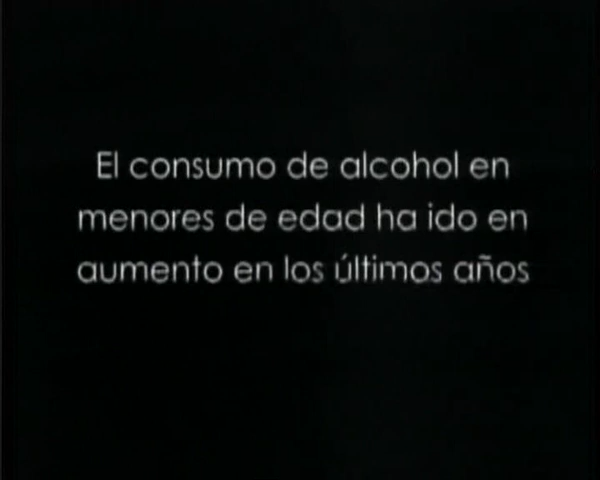 El consumo de alcohol en
menores de edad ha ido en
aumento en los últimos años